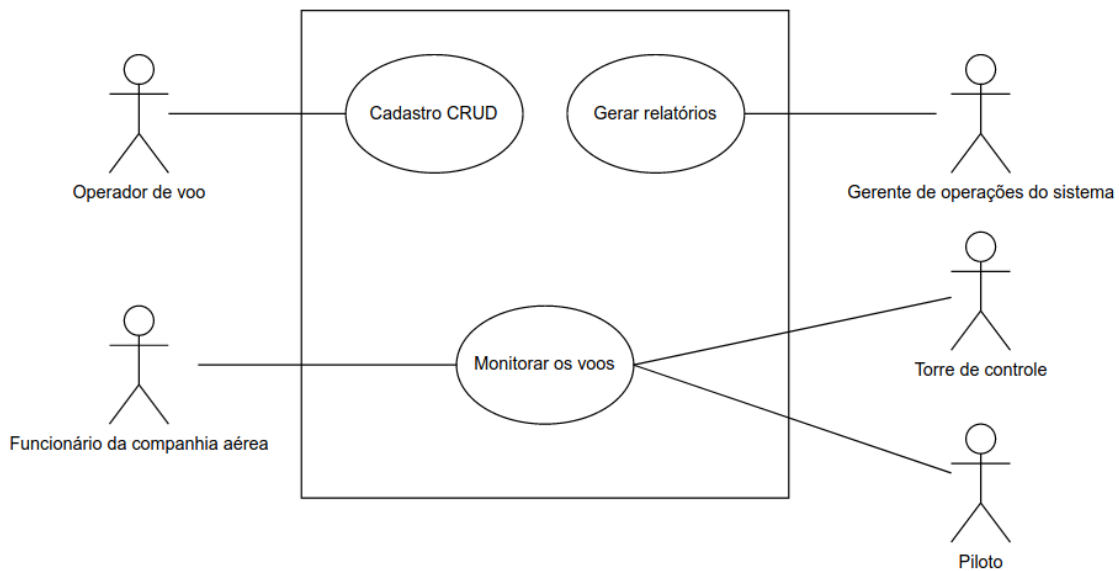 Cadastro CRUD
Gerar relatórios
Operador de voo
Gerente de operações do sistema
Monitorar os voos
Torre de controle
Funcionário da companhia aérea
Piloto